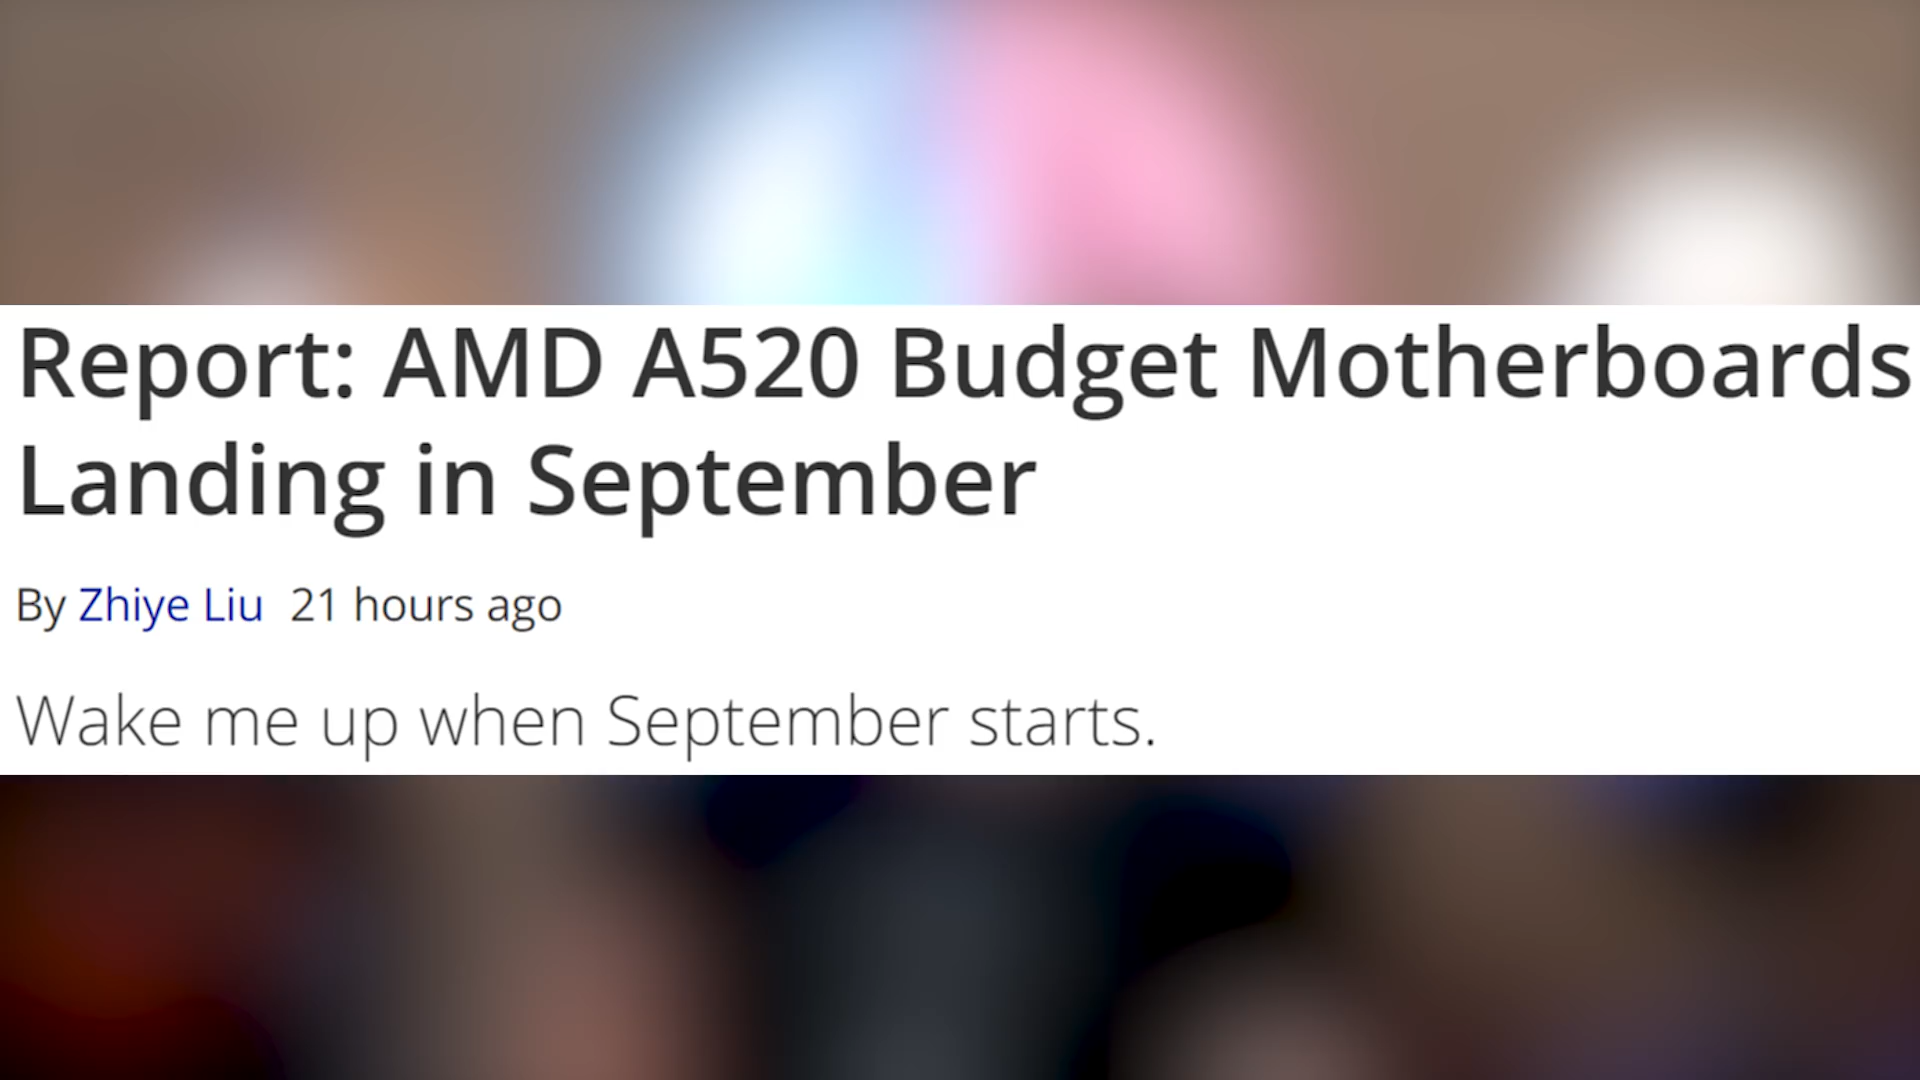 Report: AMD A520 Budget Motherboards
Landing in September
By Zhiye Liu 21 hours ago
Wake me up when September starts.